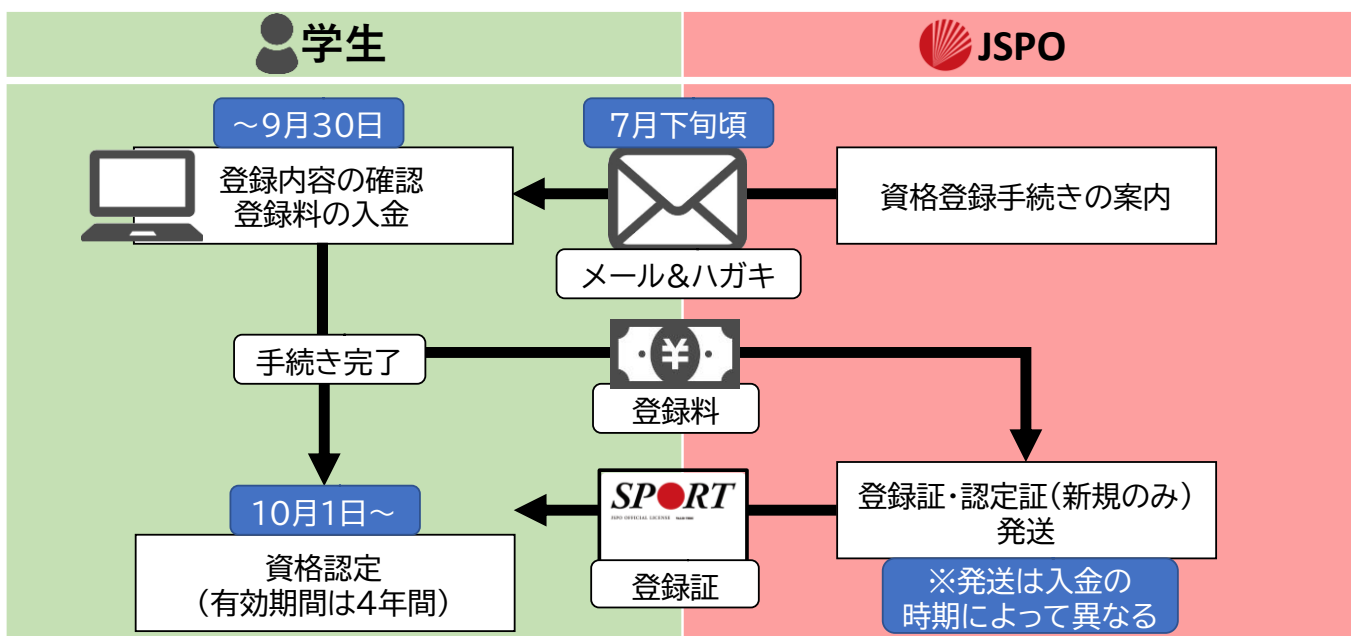 学生
JSPO
～9月30日
7月下旬頃
登録内容の確認
登録料の入金
資格登録手続きの案内
メール&ハガキ
手続き完了
¥
登録料
10月1日～
資格認定
（有効期間は4年間）
SPORT
JSPO OFFICIAL LICENSE
登録証
登録証・認定証（新規のみ）
発送
※発送は入金の
時期によって異なる